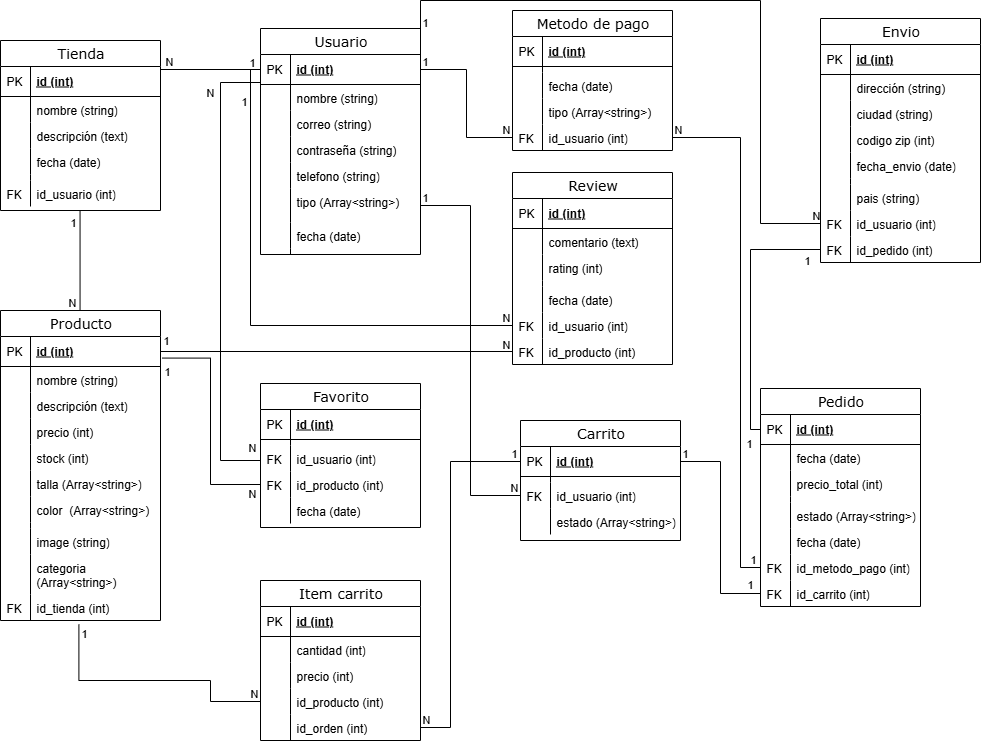 Tienda
PK id (int)
nombre (string)
descripción (text)
fecha (date)
FK id_usuario (int)
N
1
1
N
Usuario
PK id (int)
nombre (string)
correo (string)
contraseña (string)
telefono (string)
tipo (Array<string>)
fecha (date)
1
1
1
1
N
Metodo de pago
PK id (int)
fecha (date)
tipo (Array<string>)
FK id_usuario (int)
N
N
Envio
PK id (int)
dirección (string)
ciudad (string)
codigo zip (int)
fecha_envio (date)
pais (string)
FK id_usuario (int)
FK id_pedido (int)
N
1
Review
PK id (int)
comentario (text)
rating (int)
fecha (date)
FK id_usuario (int)
FK id_producto (int)
N
N
Producto
PK id (int)
nombre (string)
descripción (text)
precio (int)
stock (int)
talla (Array<string>)
color (Array<string>)
image (string)
categoria
(Array<string>)
FK id_tienda (int)
1
1
1
Favorito
PK id (int)
FK id_usuario (int)
FK id_producto (int)
fecha (date)
N
N
Carrito
PK id (int)
FK id_usuario (int)
estado (Array<string>)
1
N
1
Pedido
PK id (int)
fecha (date)
precio_total (int)
estado (Array<string>)
fecha (date)
FK id_metodo_pago (int)
FK id_carrito (int)
1
1
1
Item carrito
PK id (int)
cantidad (int)
precio (int)
id_producto (int)
id_orden (int)
N
N